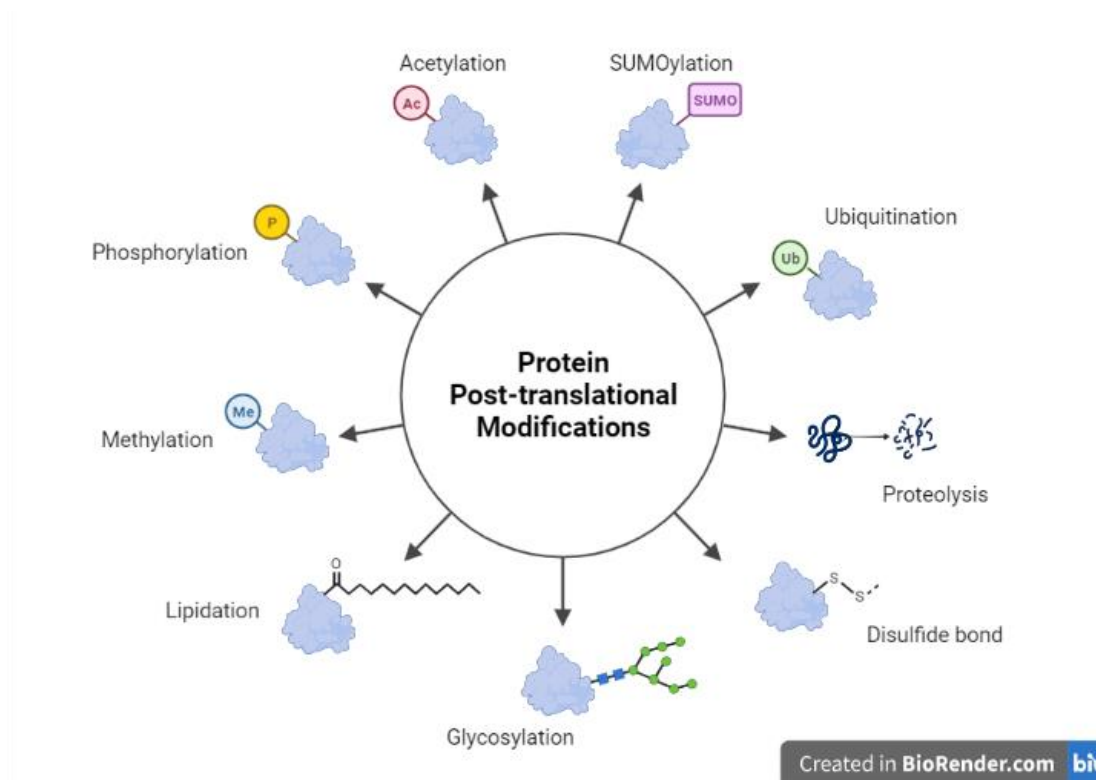 Acetylation
SUMOylation
Ac
SUMO
Ubiquitination
P
Phosphorylation
Ub
Protein
Post-translational
Modifications
Me
Methylation
Proteolysis
O
S
S
Lipidation
Disulfide bond
Glycosylation
Created in BioRender.com